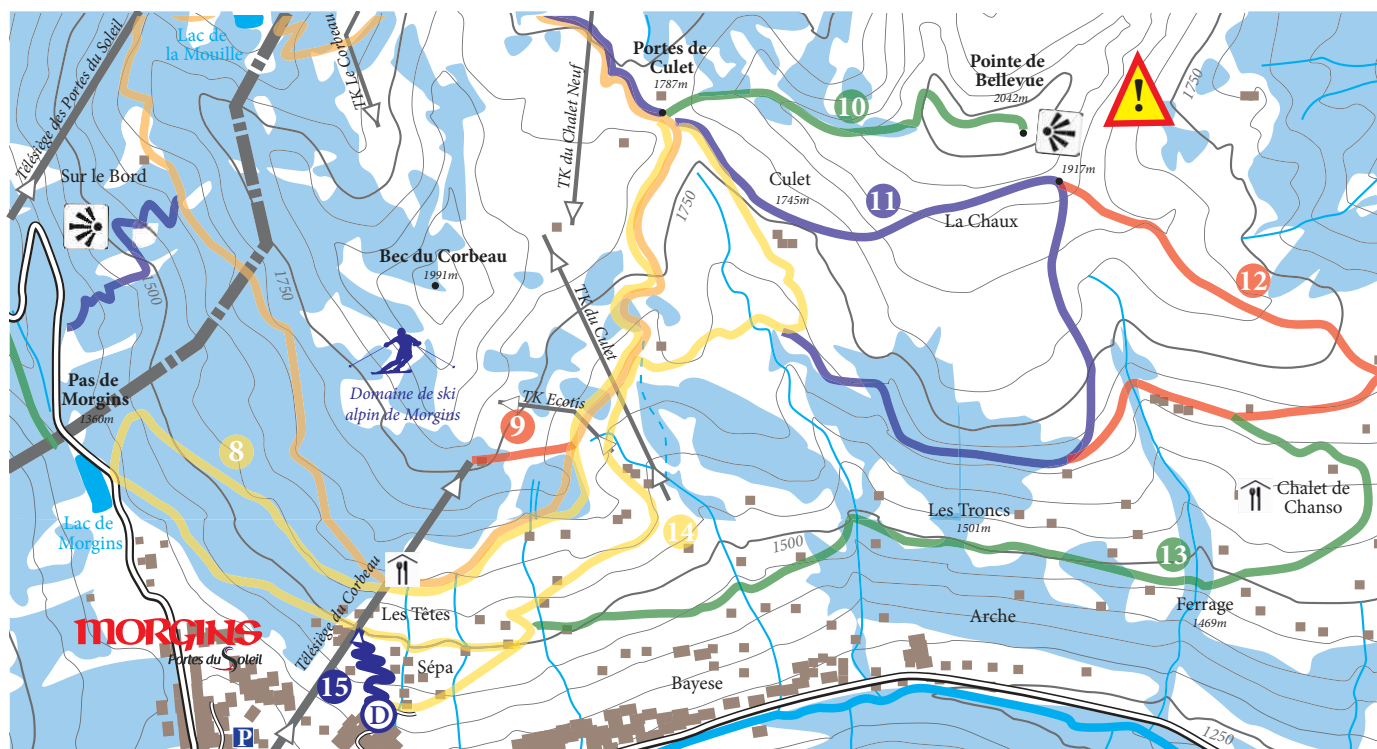 Lac de
la Mouille
Télésiège des Portes du Soleil
TK Le Corbeau
TK du Chalet Neuf
Portes de
Culet
1787m
10
Pointe de
Bellevue
2042m
!
1750
Sur le Bord
1500
1750
Bec du Corbeau
1991m
1750
Culet
1745m
11
La Chaux
1917m
12
TK du Culet
Domaine de ski
alpin de Morgins
TK Ecotis
9
Pas de
Morgins
1360m
8
Lac de
Morgins
14
1500
Les Troncs
1501m
Chalet de
Chanso
13
Ferrage
1469m
Arche
Télésiège du Corbeau
Les Têtes
MORGINS
Portes du Soleil
Sépa
15
D
P
Bayese
1250